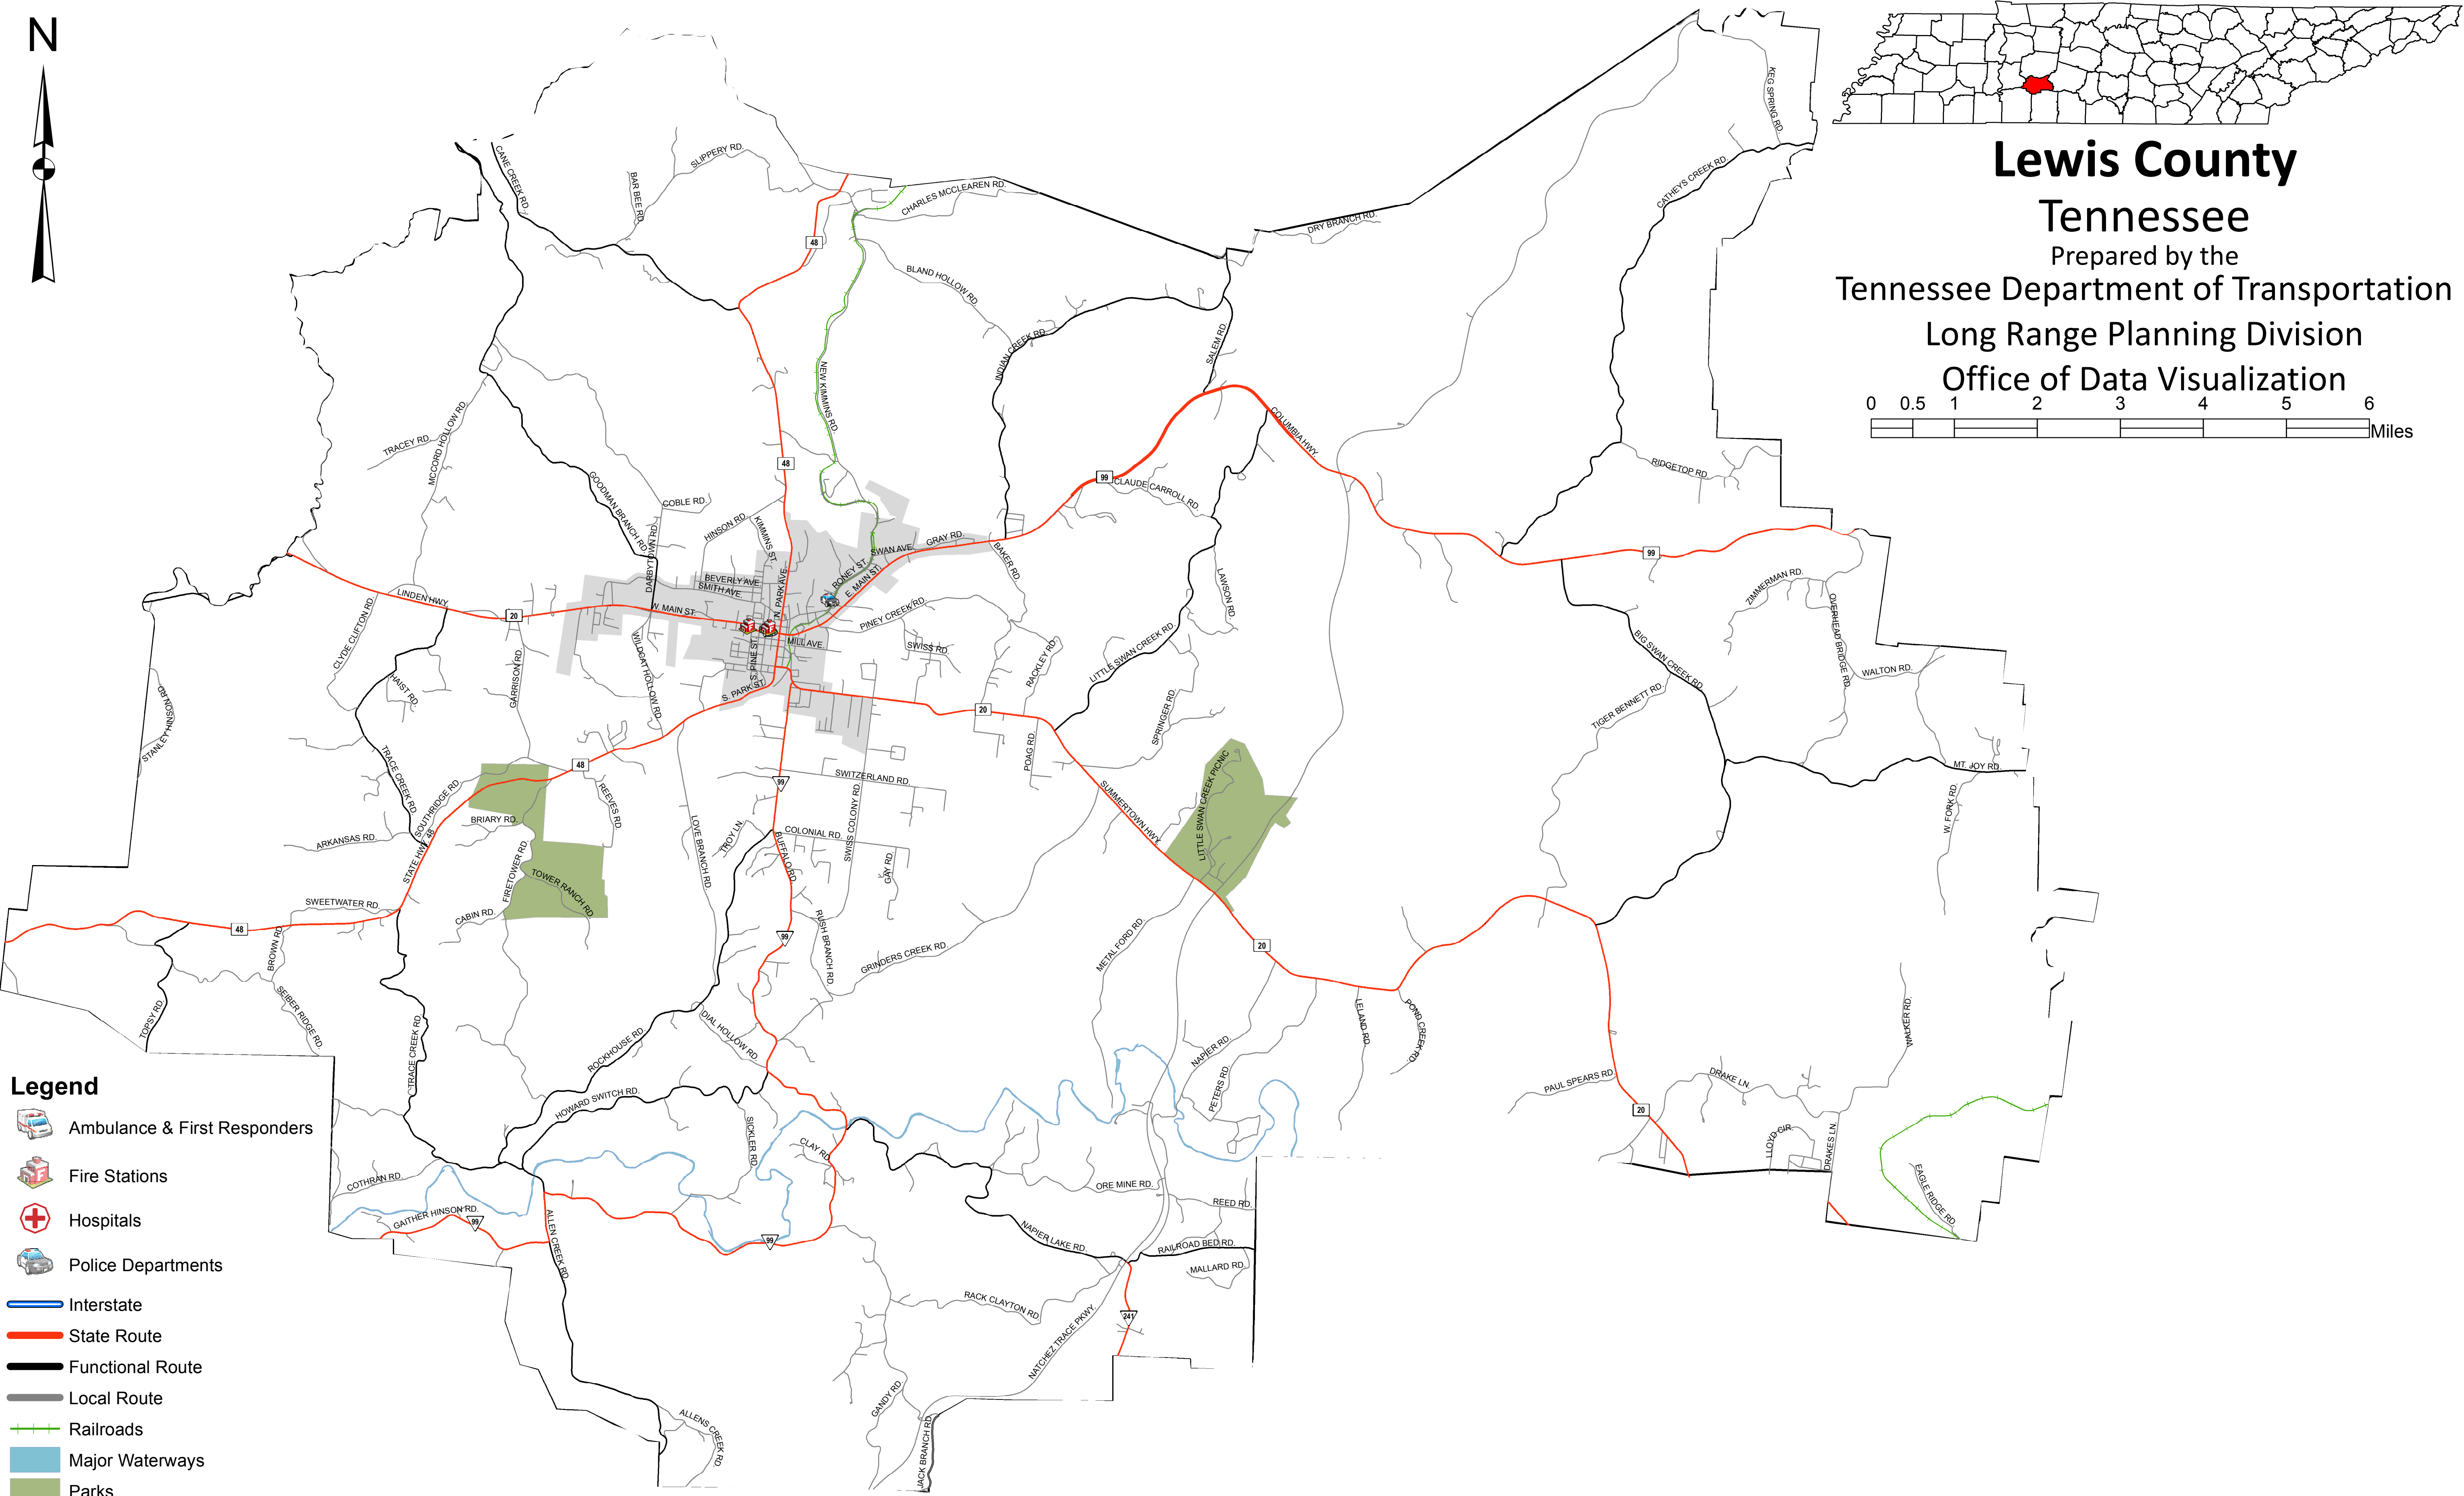 N
Lewis County
Tennessee
Prepared by the
Tennessee Department of Transportation
Long Range Planning Division
Office of Data Visualization
0 0.5 1 2 3 4 5 6
Miles
KEG SPRING RD.
CATHEYS CREEK RD.
CANE CREEK RD.
BAR BEE RD.
SLIPPERY RD.
CHARLES MCCLEAREN RD.
DRY BRANCH RD.
48
BLAND HOLLOW RD.
INDIAN CREEK RD.
SALEM RD.
NEW KIMMINS RD.
COLUMBIA HWY.
TRACEY RD.
MCCORD HOLLOW RD.
48
RIDGETOP RD.
GOODMAN BRANCH RD.
COBLE RD.
99
CLAUDE CARROLL RD.
HINSON RD.
KIMMINS ST.
DARBYTOWN RD.
GRAY RD.
SWAN AVE.
BAKER RD.
99
RONEY ST.
E. MAIN ST.
BEVERLY AVE.
SMITH AVE.
N. PARK AVE.
LAWSON RD.
ZIMMERMAN RD.
OVERHEAD BRIDGE RD.
LINDEN HWY.
20
W. MAIN ST.
CLYDE CLIFTON RD.
PINEY CREEK RD.
MILL AVE.
SWISS RD.
S. PINE ST.
S. PARK ST.
WILDCAT HOLLOW RD.
GARRISON RD.
HAIST RD.
RACKLEY RD.
LITTLE SWAN CREEK RD.
BIG SWAN CREEK RD.
WALTON RD.
TIGER BENNETT RD.
STANLEY HINSON RD.
20
SPRINGER RD.
POAG RD.
TRACE CREEK RD.
48
SWITZERLAND RD.
99
MT. JOY RD.
W. FORK RD.
SOUTHRIDGE RD.
REEVES RD.
BRIARY RD.
LITTLE SWAN CREEK PICNIC
SUMMERTOWN HWY.
ARKANSAS RD.
STATE HWY. 48
LOVE BRANCH RD.
TROY LN.
COLONIAL RD.
SWISS COLONY RD.
BUFFALO RD.
GAY RD.
FIRETOWER RD.
TOWER RANCH RD.
SWEETWATER RD.
CABIN RD.
48
BROWN RD.
99
RUSH BRANCH RD.
GRINDERS CREEK RD.
METAL FORD RD.
20
TOPSY RD.
SEIBER RIDGE RD.
TRACE CREEK RD.
ROCKHOUSE RD.
DIAL HOLLOW RD.
NAPIER RD.
LELAND RD.
POND CREEK RD.
WALKER RD.
PETERS RD.
PAUL SPEARS RD.
DRAKE LN.
HOWARD SWITCH RD.
20
SICKLER RD.
CLAY RD.
LLOYD CIR.
DRAKES LN.
EAGLE RIDGE RD.
COTHRAN RD.
ORE MINE RD.
REED RD.
GAITHER HINSON RD.
99
ALLEN CREEK RD.
99
NAPIER LAKE RD.
RAILROAD BED RD.
MALLARD RD.
RACK CLAYTON RD.
241
NATCHEZ TRACE PKWY.
GANDY RD.
ALLENS CREEK RD.
JACK BRANCH RD.
Legend
Ambulance & First Responders
Fire Stations
Hospitals
Police Departments
Interstate
State Route
Functional Route
Local Route
Railroads
Major Waterways
Parks